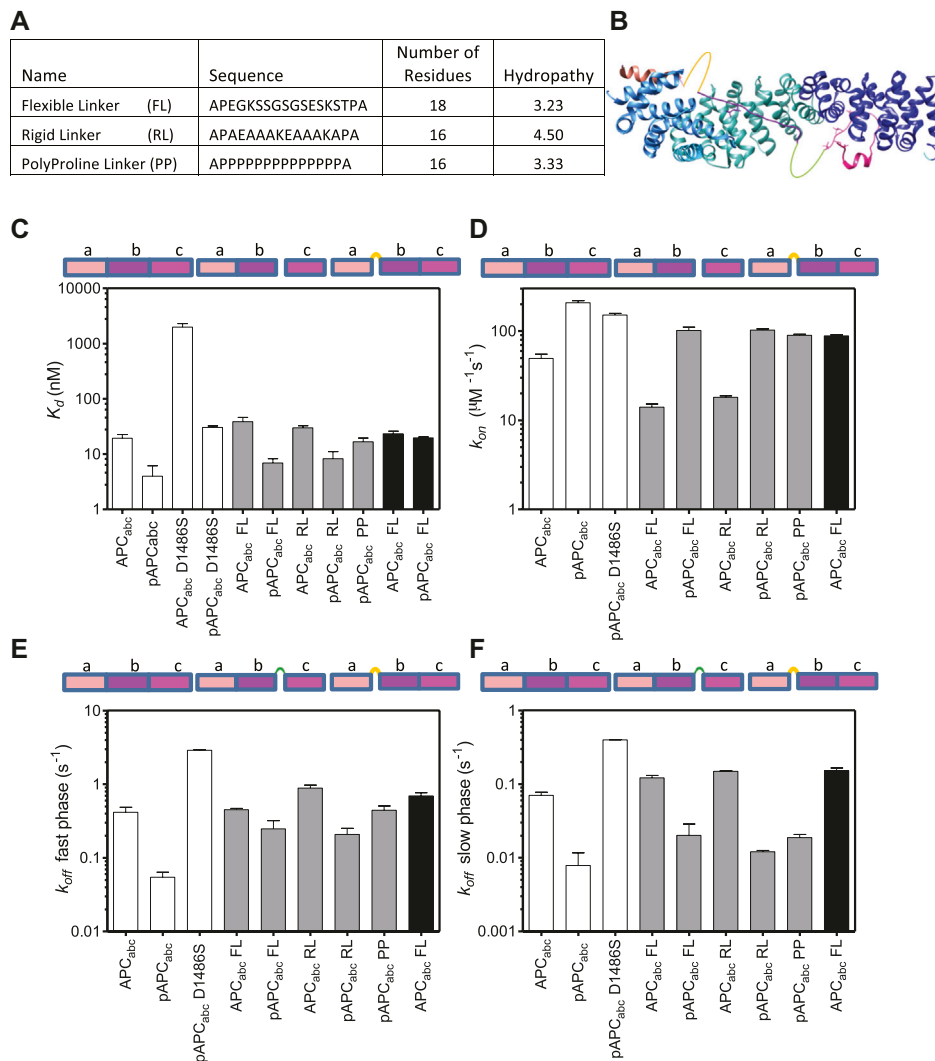 A
Name
Sequence
Number of
Residues
Hydropathy
Flexible Linker (FL) APEGKSSGSGSESKSTPA 18 3.23
Rigid Linker (RL) APAEAAAKEAAAKAPA 16 4.50
PolyProline Linker (PP) APPPPPPPPPPPPPPA 16 3.33
B
C
a b c a b c a b c
10000
1000
100
10
1
Kd (nM)
APCabc
pAPCabc
APCabc D1486S
pAPCabc D1486S
APCabc FL
pAPCabc FL
APCabc RL
pAPCabc RL
pAPCabc PP
APCabc FL
pAPCabc FL
D
a b c a b c a b c
100
10
1
kon (µM-1s-1)
APCabc
pAPCabc
pAPCabc D1486S
APCabc FL
pAPCabc FL
APCabc RL
pAPCabc RL
pAPCabc PP
APCabc FL
E
a b c a b c a b c
10
1
0.1
0.01
koff fast phase (s-1)
APCabc
pAPCabc
pAPCabc D1486S
APCabc FL
pAPCabc FL
APCabc RL
pAPCabc RL
pAPCabc PP
APCabc FL
F
a b c a b c a b c
1
0.1
0.01
0.001
koff slow phase (s-1)
APCabc
pAPCabc
pAPCabc D1486S
APCabc FL
pAPCabc FL
APCabc RL
pAPCabc RL
pAPCabc PP
APCabc FL